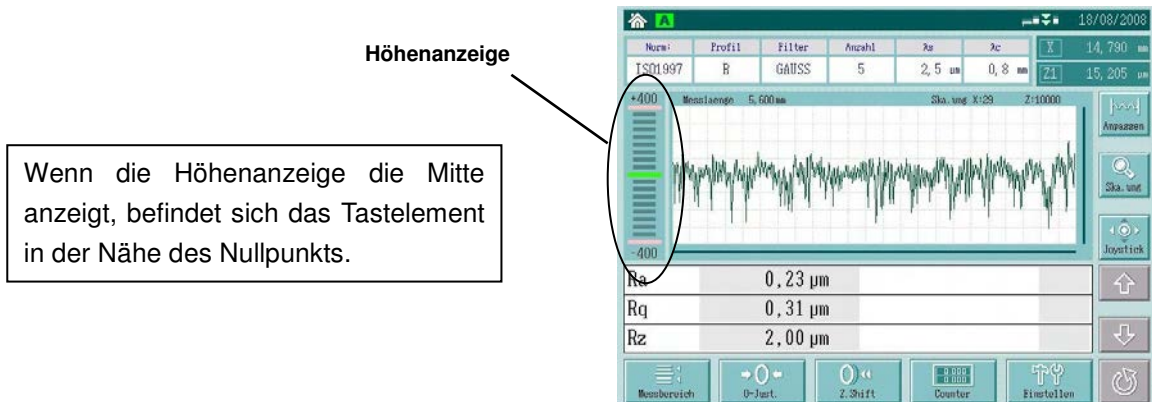 Höhenanzeige
Wenn die Höhenanzeige die Mitte
anzeigt, befindet sich das Tastelement
in der Nähe des Nullpunkts.
A 18/08/2008
Norm: Profil Filter Anzahl λs λc X 14,790 mm
ISO1997 R GAUSS 5 2,5 µm 0,8 mm Z1 15,205 µm
+400 Messlaenge 5,600 mm Ska.ung X:29 Z:10000
Anpassen
Ska.ung
-400 Joystick
Ra 0,23 µm
Rq 0,31 µm
Rz 2,00 µm
Messbereich 0-Just. Z.Shift Counter Einstellen